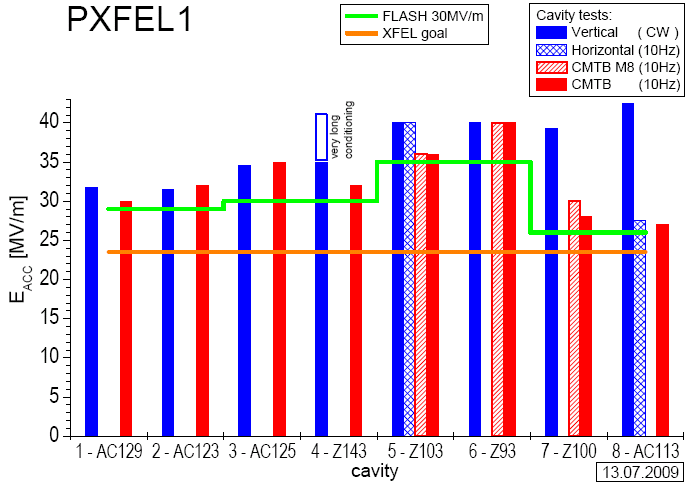 PXFEL1
FLASH 30MV/m
XFEL goal
Cavity tests:
Vertical ( CW )
Horizontal (10Hz)
CMTB M8 (10Hz)
CMTB (10Hz)
very long
conditioning
40
35
30
25
20
15
10
5
0
E_ACC [MV/m]
1 - AC129 2 - AC123 3 - AC125 4 - Z143 5 - Z103 6 - Z93 7 - Z100 8 - AC113
cavity
13.07.2009